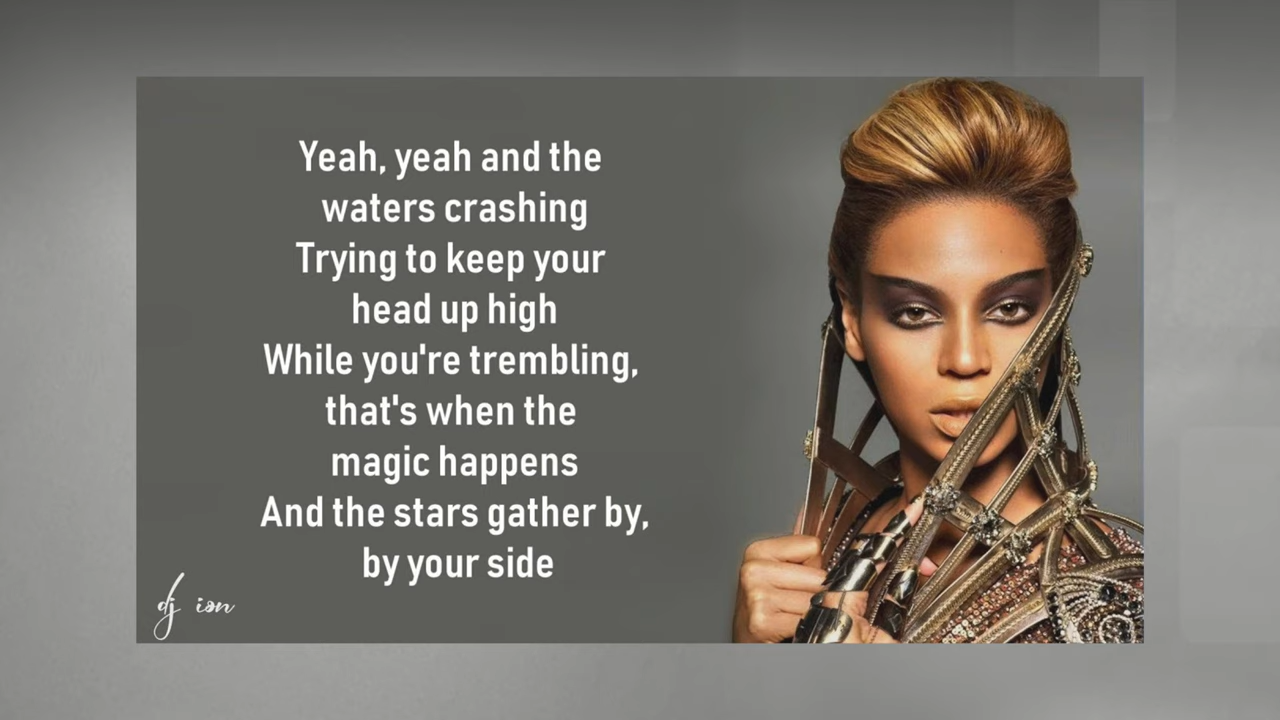 Yeah, yeah and the
waters crashing
Trying to keep your
head up high
While you're trembling,
that's when the
magic happens
And the stars gather by,
by your side
dj ion